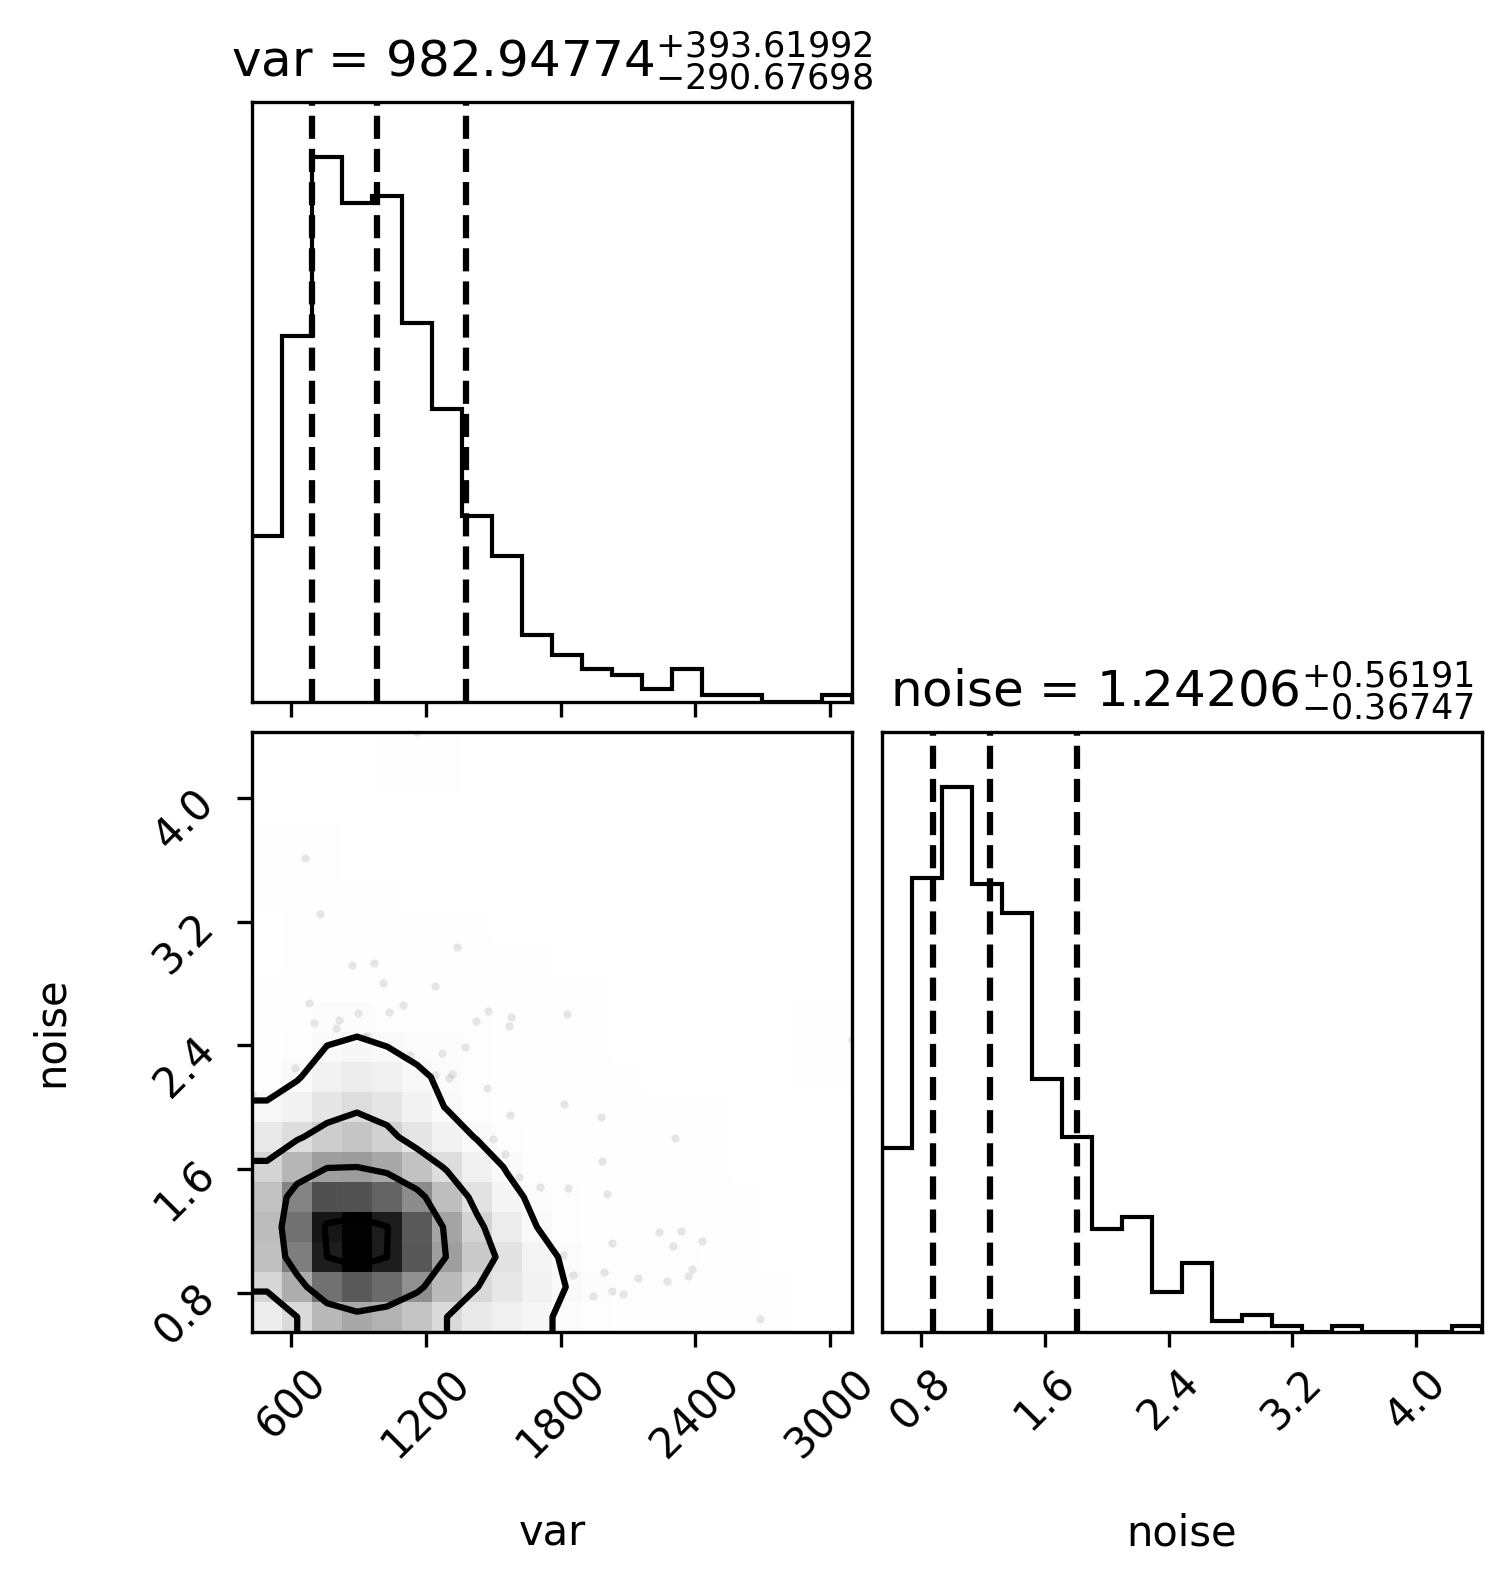 var = 982.94774+393.61992−290.67698
noise = 1.24206+0.56191−0.36747
4.0
3.2
2.4
1.6
0.8
noise
600 1200 1800 2400 3000
0.8 1.6 2.4 3.2 4.0
var
noise